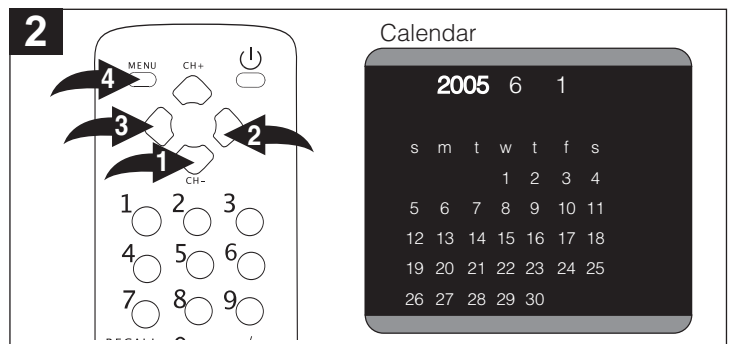 2
MENU
CH+
4
3
2
1
CH-
1 2 3
4 5 6
7 8 9
Calendar
2005 6 1
s m t w t f s
1 2 3 4
5 6 7 8 9 10 11
12 13 14 15 16 17 18
19 20 21 22 23 24 25
26 27 28 29 30